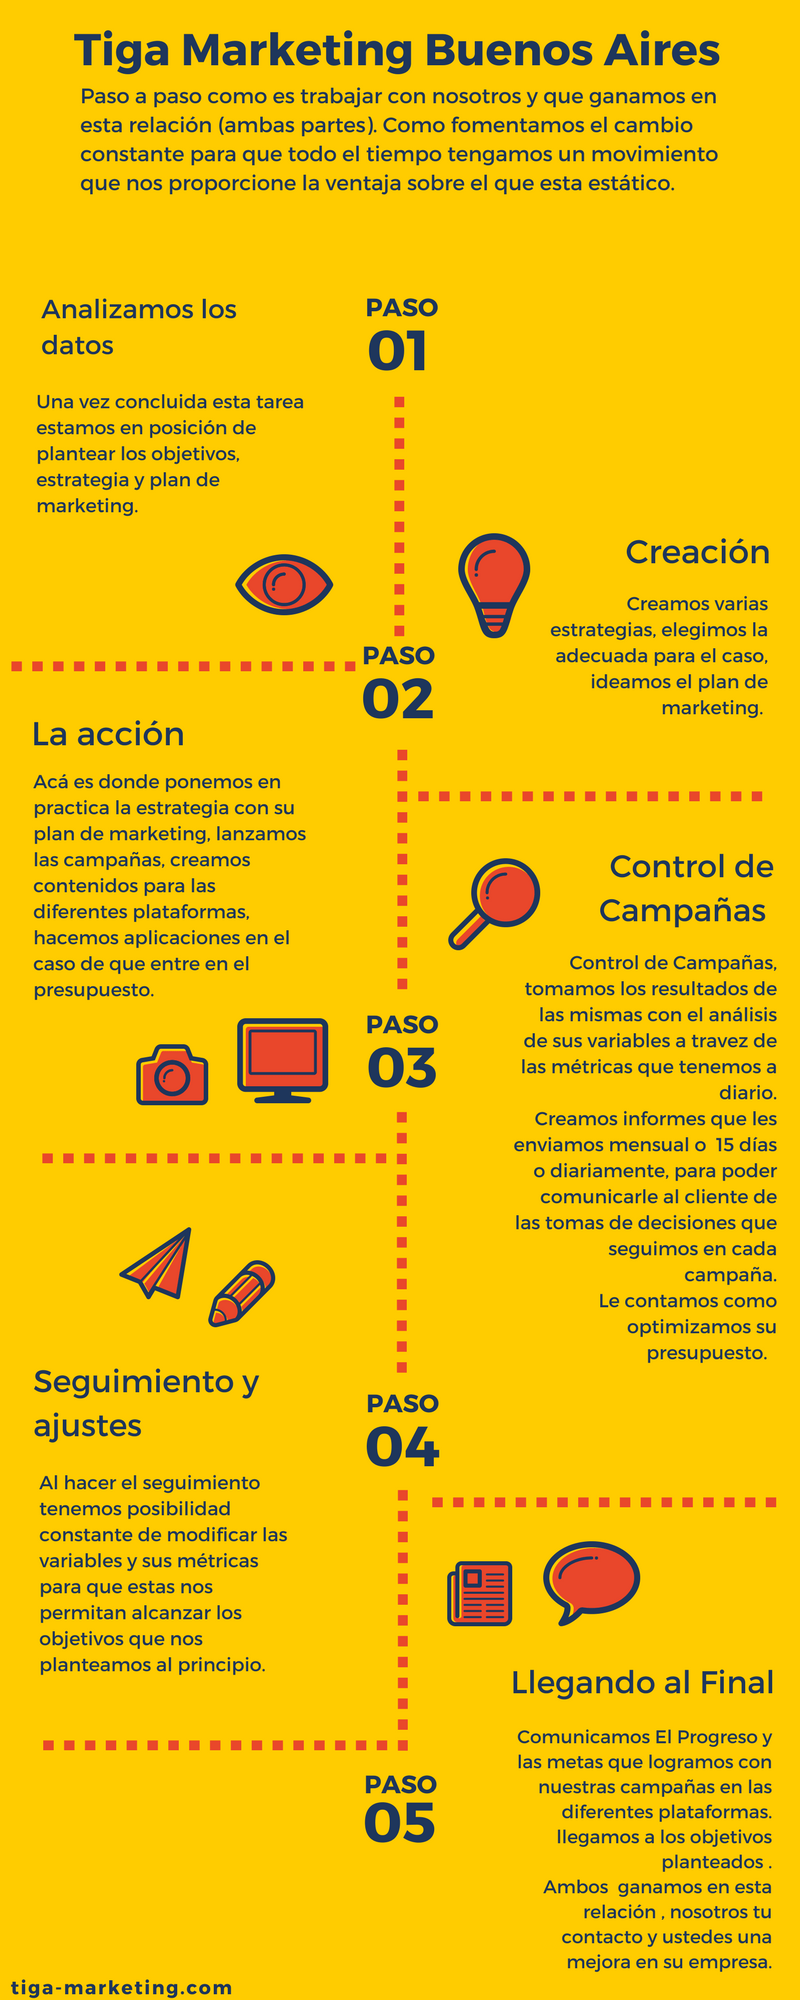 Tiga Marketing Buenos Aires
Paso a paso como es trabajar con nosotros y que ganamos en
esta relación (ambas partes). Como fomentamos el cambio
constante para que todo el tiempo tengamos un movimiento
que nos proporcione la ventaja sobre el que esta estático.
PASO
01
Analizamos los
datos
Una vez concluida esta tarea
estamos en posición de
plantear los objetivos,
estrategia y plan de
marketing.
Creación
Creamos varias
estrategias, elegimos la
adecuada para el caso,
ideamos el plan de
marketing.
PASO
02
La acción
Acá es donde ponemos en
practica la estrategia con su
plan de marketing, lanzamos
las campañas, creamos
contenidos para las
diferentes plataformas,
hacemos aplicaciones en el
caso de que entre en el
presupuesto.
PASO
03
Control de
Campañas
Control de Campañas,
tomamos los resultados de
las mismas con el análisis
de sus variables a travez de
las métricas que tenemos a
diario.
Creamos informes que les
enviamos mensual o  15 días
o diariamente, para poder
comunicarle al cliente de
las tomas de decisiones que
seguimos en cada
campaña.
Le contamos como
optimizamos su
presupuesto.
PASO
04
Seguimiento y
ajustes
Al hacer el seguimiento
tenemos posibilidad
constante de modificar las
variables y sus métricas
para que estas nos
permitan alcanzar los
objetivos que nos
planteamos al principio.
PASO
05
Llegando al Final
Comunicamos El Progreso y
las metas que logramos con
nuestras campañas en las
diferentes plataformas.
llegamos a los objetivos
planteados .
Ambos  ganamos en esta
relación , nosotros tu
contacto y ustedes una
mejora en su empresa.
tiga-marketing.com